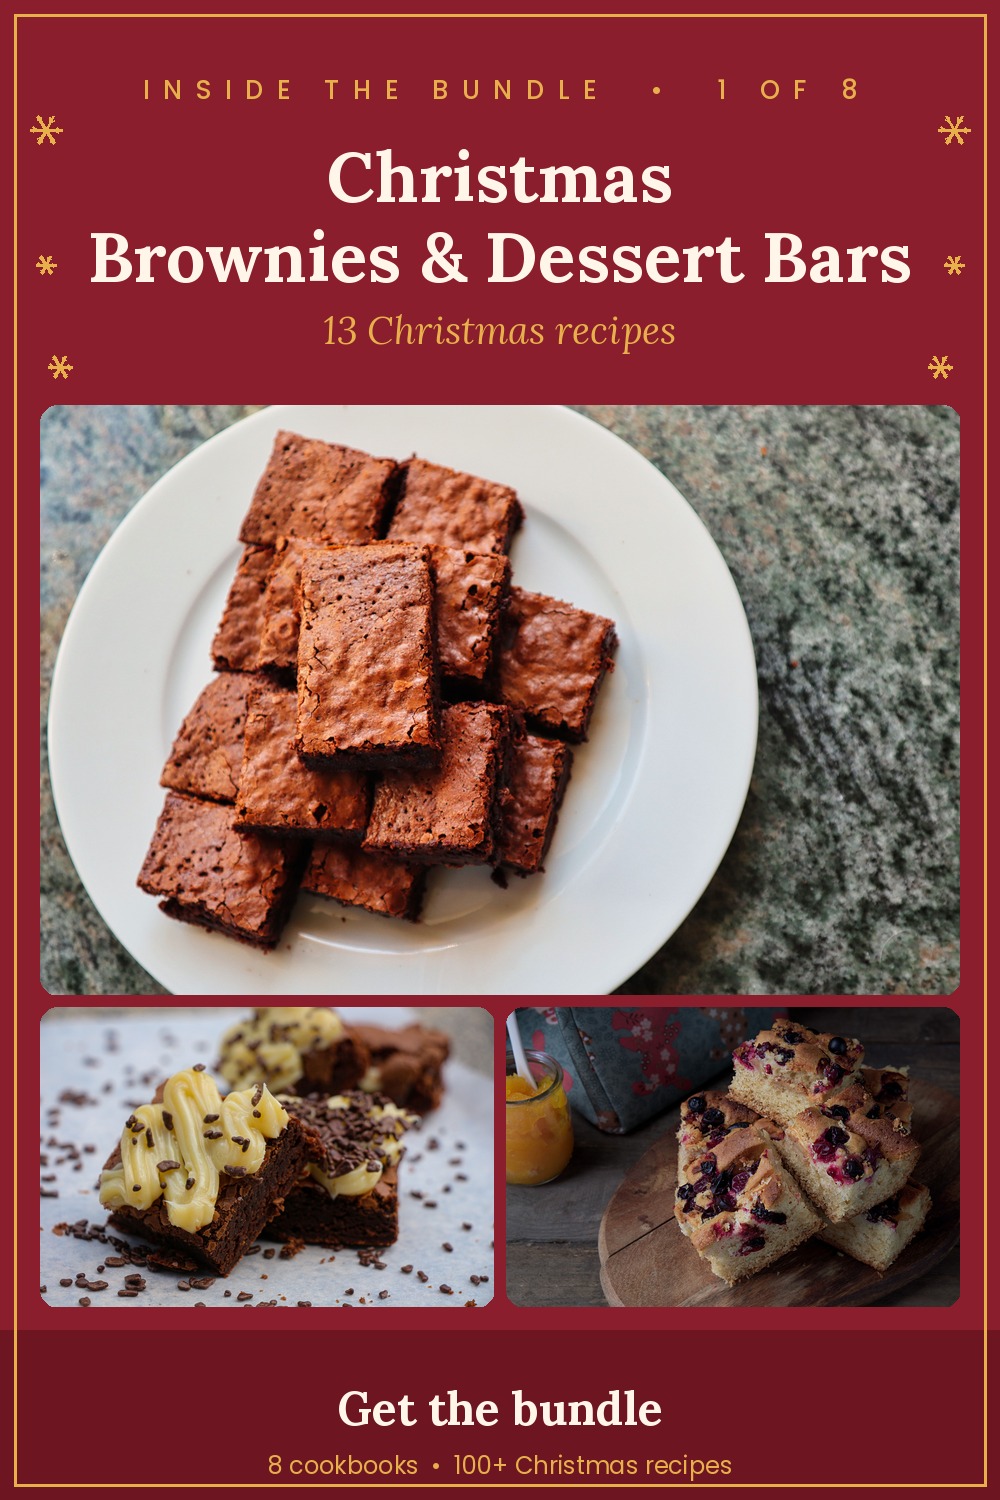 INSIDE THE BUNDLE • 1 OF 8
Christmas
Brownies & Dessert Bars
13 Christmas recipes
Get the bundle
8 cookbooks • 100+ Christmas recipes